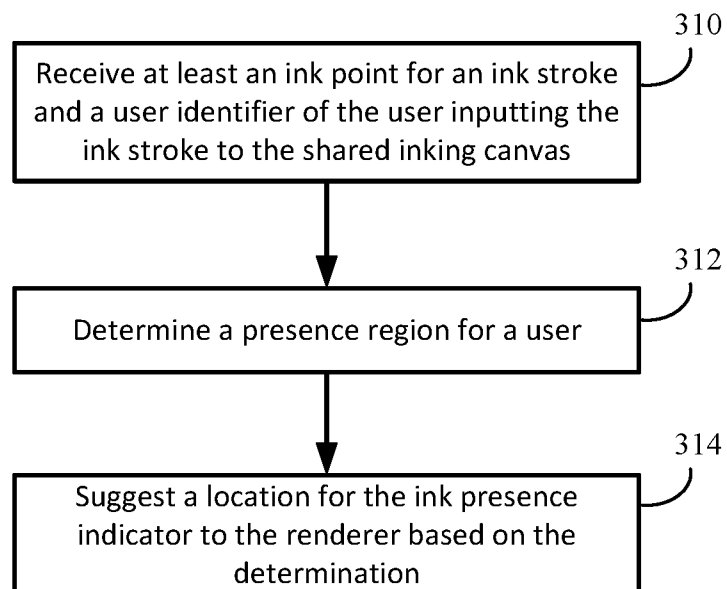 310
Receive at least an ink point for an ink stroke
and a user identifier of the user inputting the
ink stroke to the shared inking canvas
312
Determine a presence region for a user
314
Suggest a location for the ink presence
indicator to the renderer based on the
determination